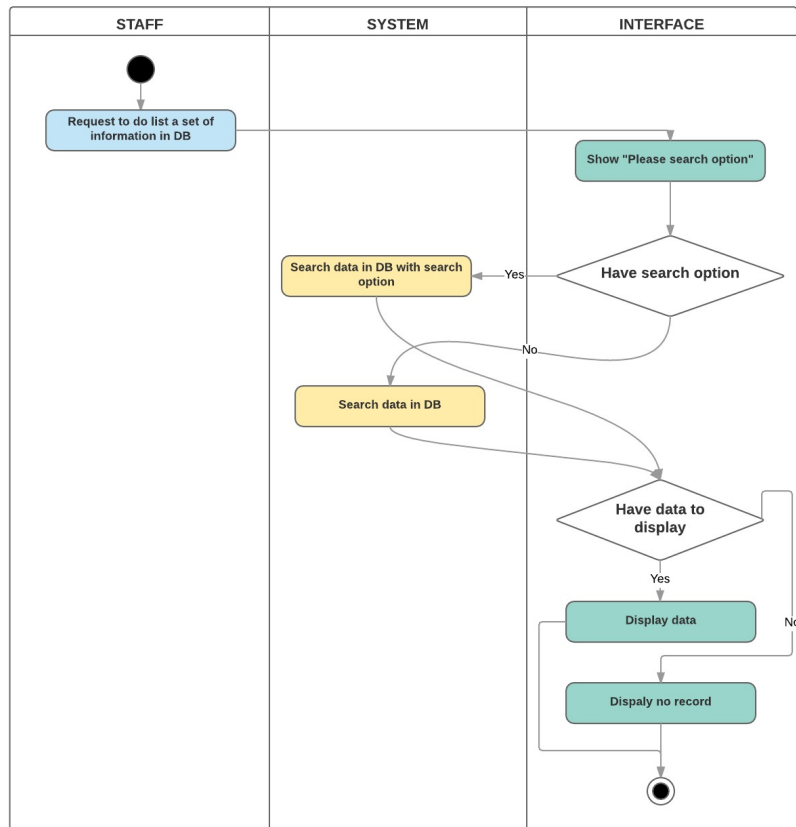 STAFF
SYSTEM
INTERFACE
Request to do list a set of
information in DB
Show "Please search option"
Search data in DB with search
option
Yes
Have search option
No
Search data in DB
Have data to
display
Yes
Display data
No
Dispaly no record